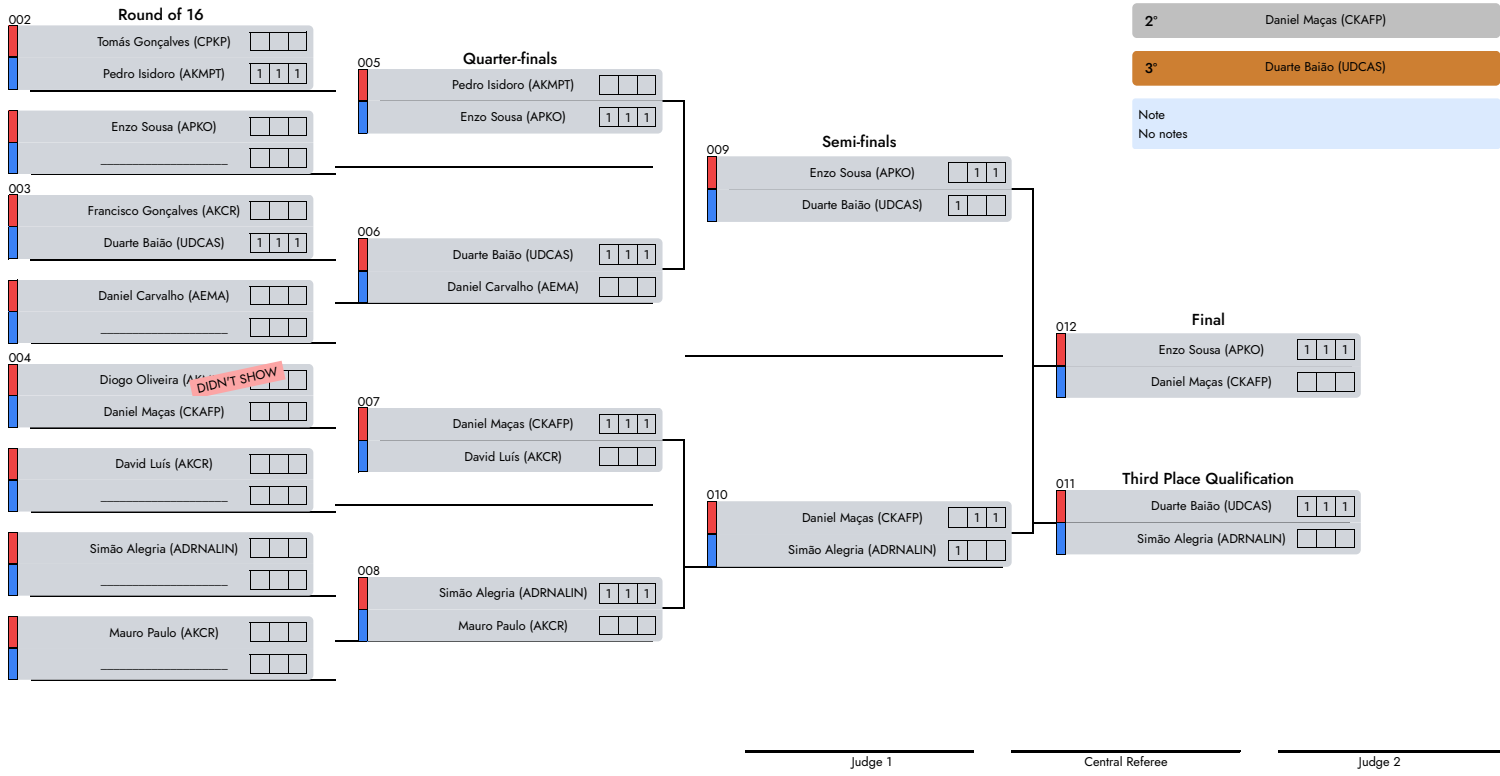 Round of 16
002
Tomás Gonçalves (CPKP)
Pedro Isidoro (AKMPT) 1 1 1
Enzo Sousa (APKO)
____________________
003
Francisco Gonçalves (AKCR)
Duarte Baião (UDCAS) 1 1 1
Daniel Carvalho (AEMA)
____________________
004
Diogo Oliveira
DIDN'T SHOW
Daniel Maças (CKAFP)
David Luís (AKCR)
____________________
Simão Alegria (ADRNALIN)
____________________
Mauro Paulo (AKCR)
____________________
Quarter-finals
005
Pedro Isidoro (AKMPT)
Enzo Sousa (APKO) 1 1 1
006
Duarte Baião (UDCAS) 1 1 1
Daniel Carvalho (AEMA)
007
Daniel Maças (CKAFP) 1 1 1
David Luís (AKCR)
008
Simão Alegria (ADRNALIN) 1 1 1
Mauro Paulo (AKCR)
Semi-finals
009
Enzo Sousa (APKO) 1 1
Duarte Baião (UDCAS) 1
010
Daniel Maças (CKAFP) 1 1
Simão Alegria (ADRNALIN) 1
Final
012
Enzo Sousa (APKO) 1 1 1
Daniel Maças (CKAFP)
Third Place Qualification
011
Duarte Baião (UDCAS) 1 1 1
Simão Alegria (ADRNALIN)
2° Daniel Maças (CKAFP)
3° Duarte Baião (UDCAS)
Note
No notes
Judge 1
Central Referee
Judge 2